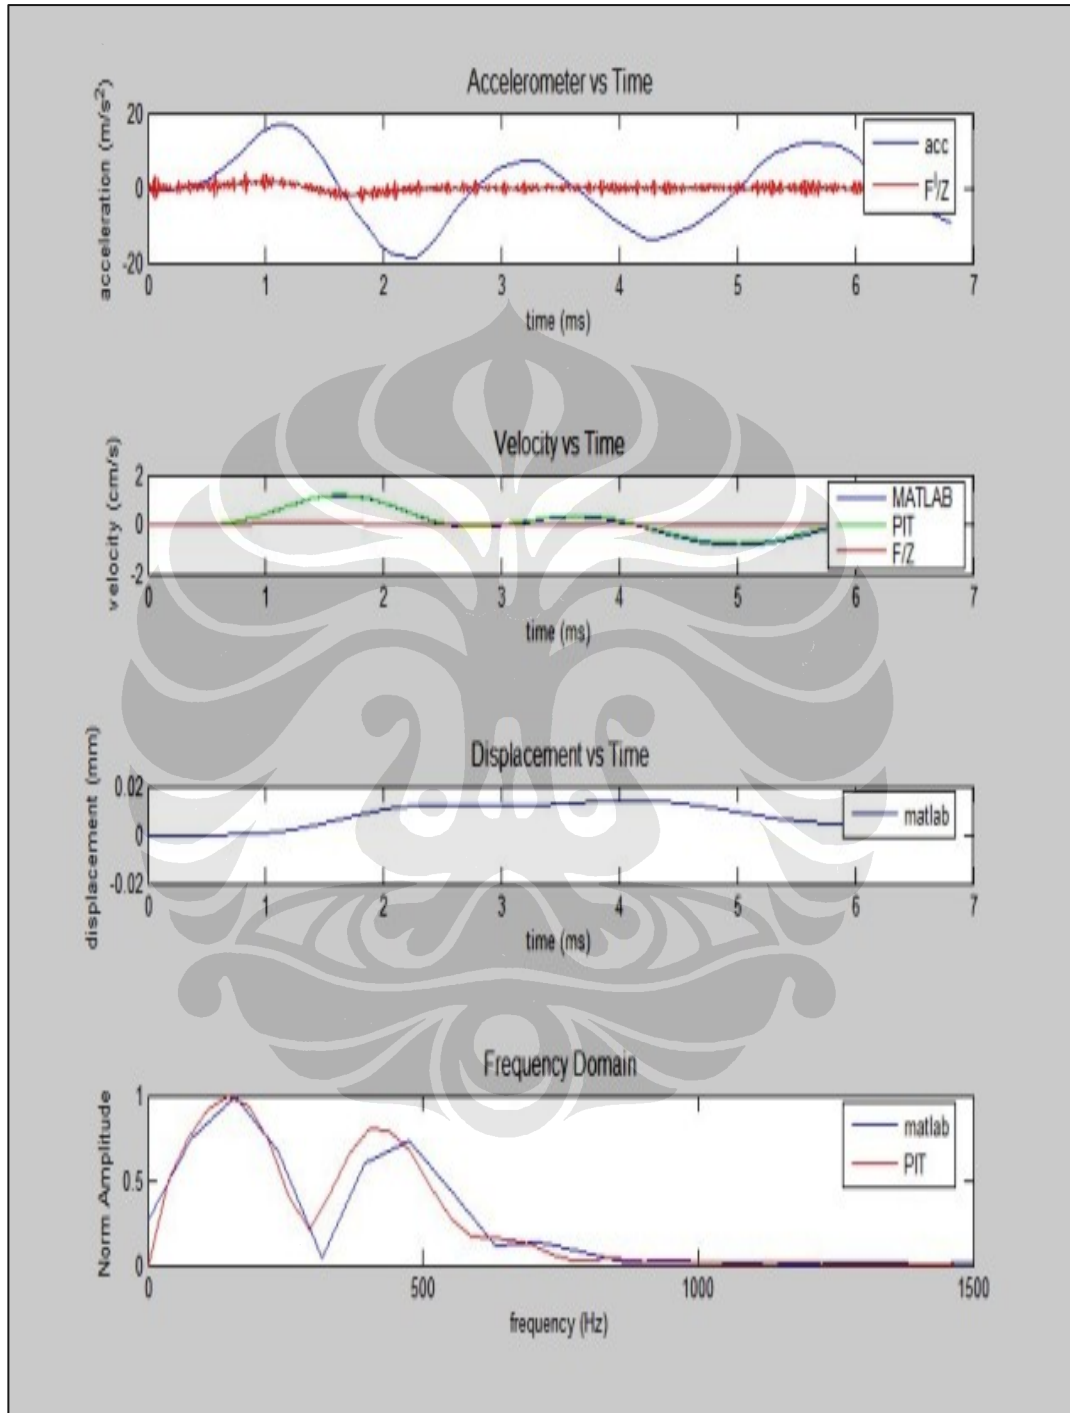 Accelerometer vs Time
acceleration (m/s²)
20
0
-20
acc
F|/Z
0 1 2 3 4 5 6 7
time (ms)
Velocity vs Time
velocity (cm/s)
2
0
-2
MATLAB
PIT
F/Z
0 1 2 3 4 5 6 7
time (ms)
Displacement vs Time
displacement (mm)
0.02
0
-0.02
matlab
0 1 2 3 4 5 6 7
time (ms)
Frequency Domain
Norm Amplitude
1
0.5
0
matlab
PIT
0 500 1000 1500
frequency (Hz)